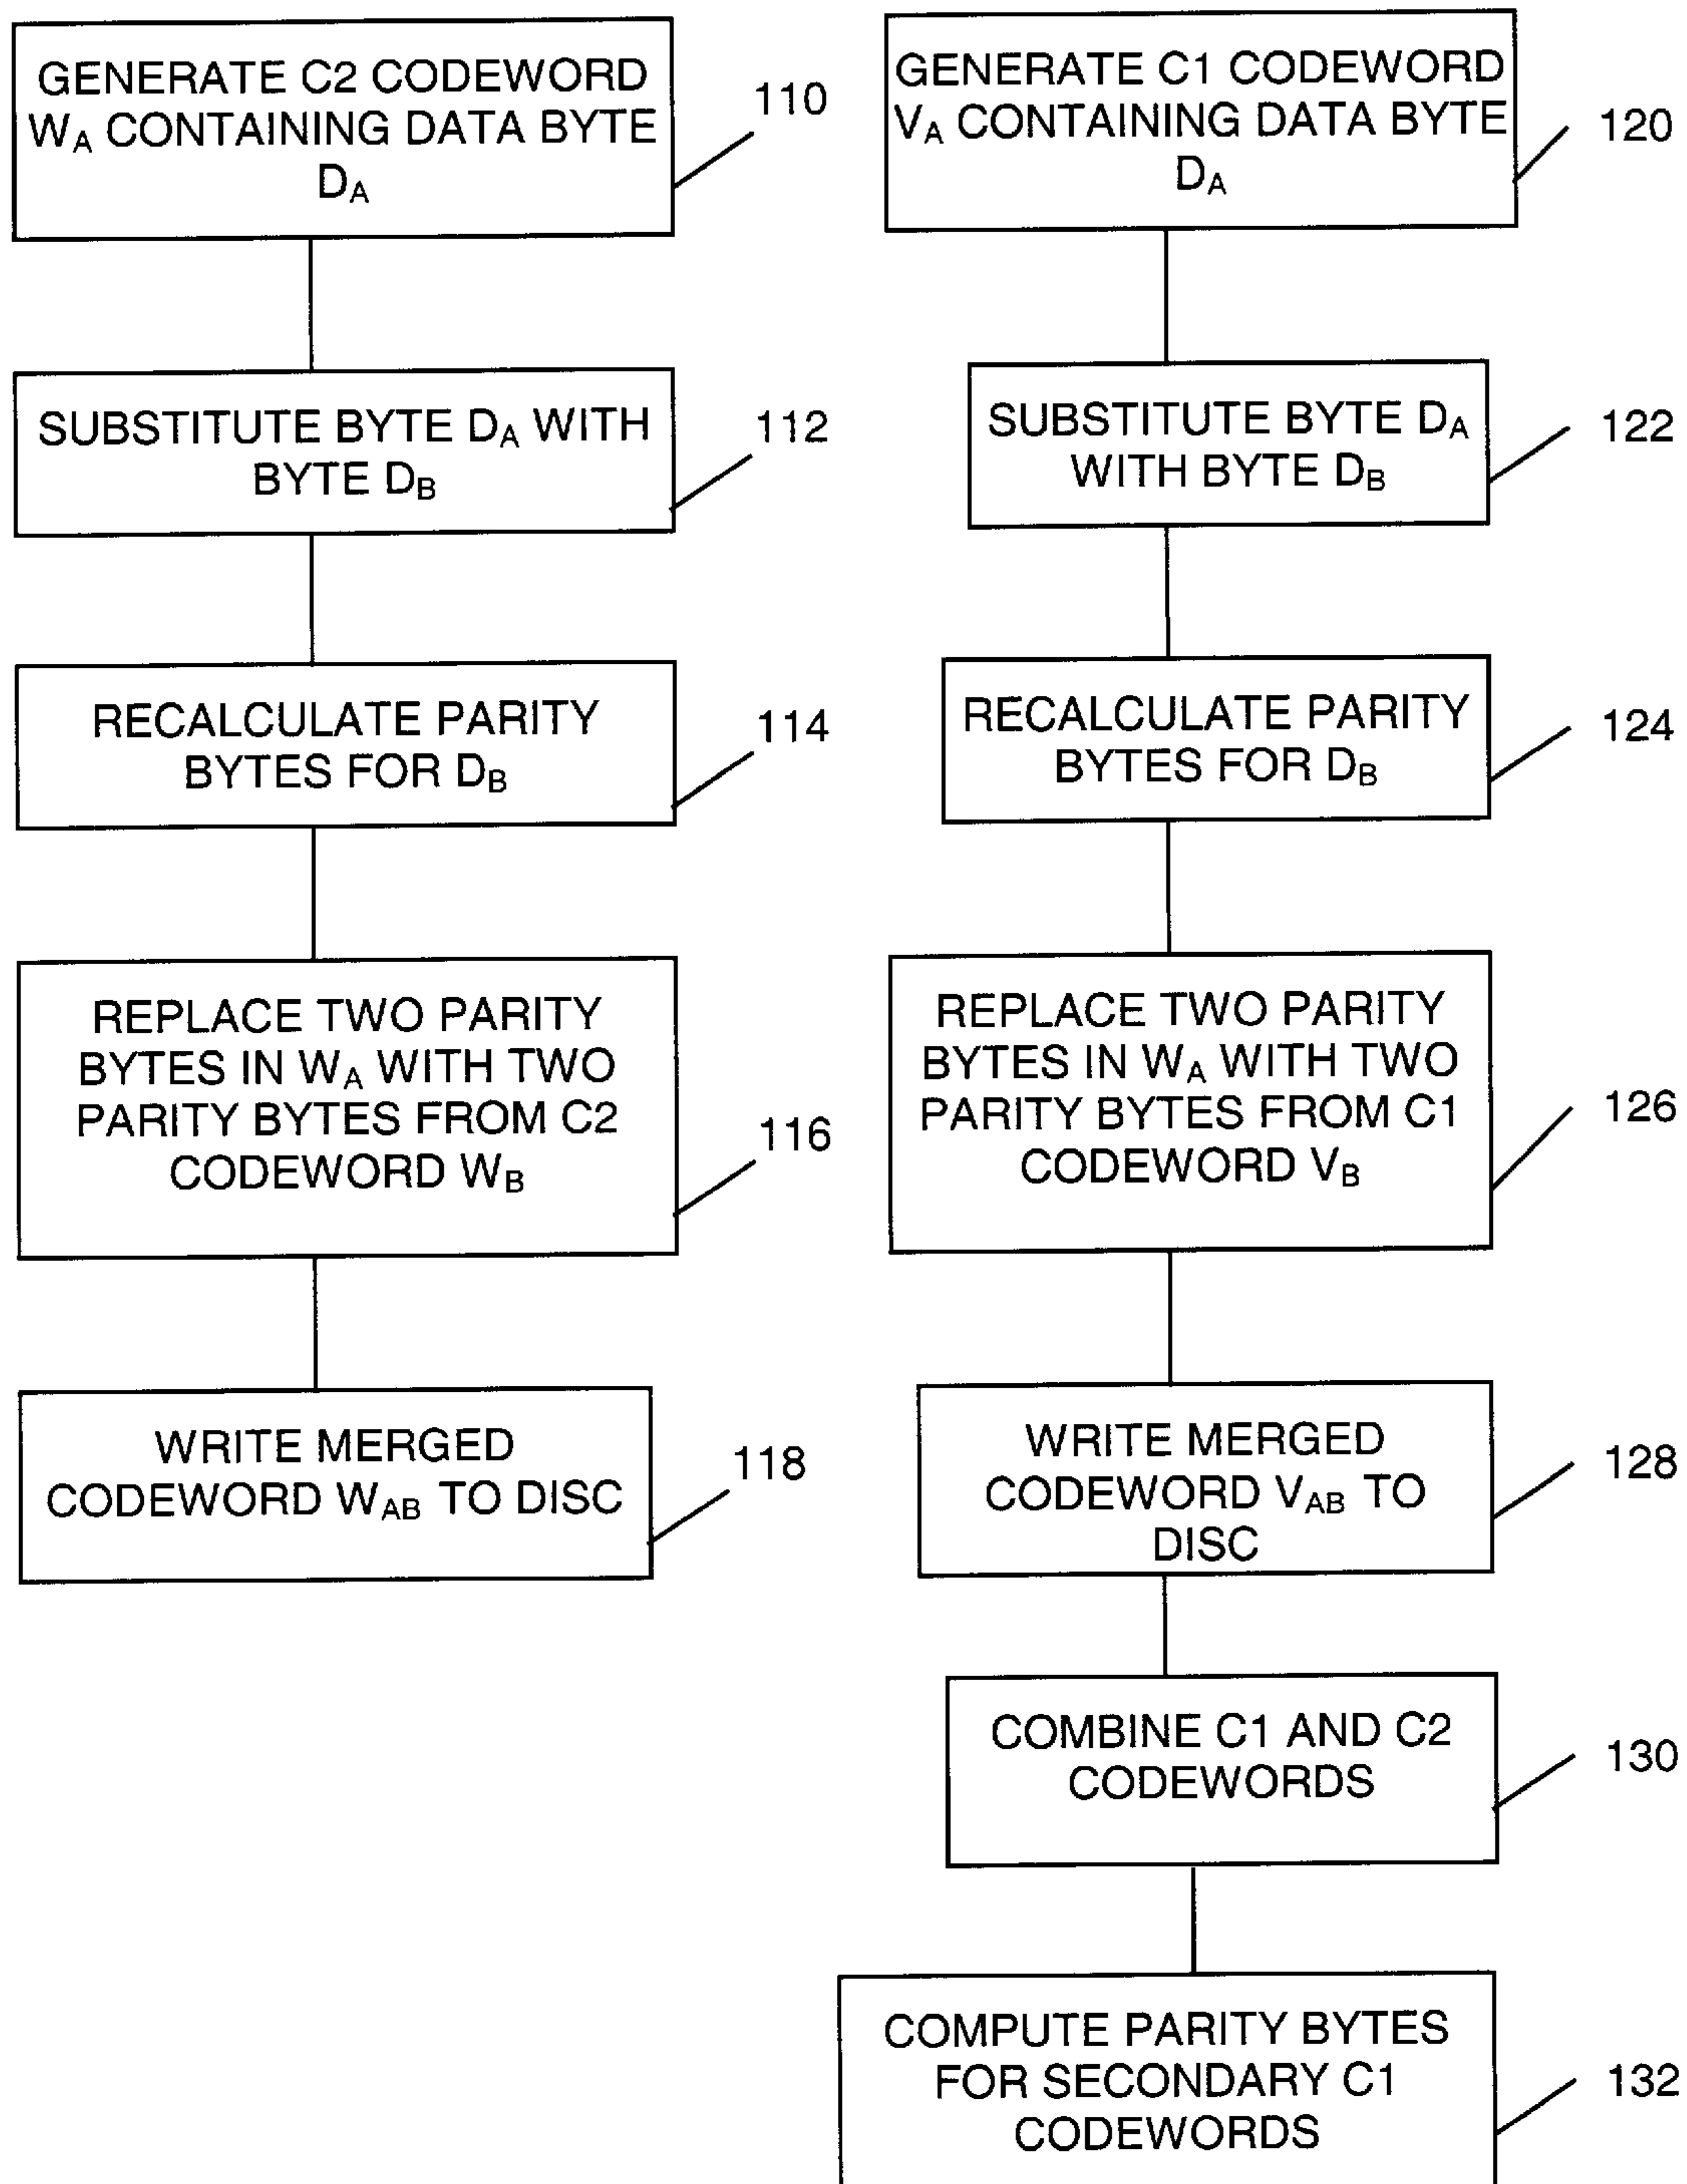 GENERATE C2 CODEWORD
WA CONTAINING DATA BYTE
DA
110
SUBSTITUTE BYTE DA WITH
BYTE DB
112
RECALCULATE PARITY
BYTES FOR DB
114
REPLACE TWO PARITY
BYTES IN WA WITH TWO
PARITY BYTES FROM C2
CODEWORD WB
116
WRITE MERGED
CODEWORD WAB TO DISC
118
GENERATE C1 CODEWORD
VA CONTAINING DATA BYTE
DA
120
SUBSTITUTE BYTE DA
WITH BYTE DB
122
RECALCULATE PARITY
BYTES FOR DB
124
REPLACE TWO PARITY
BYTES IN WA WITH TWO
PARITY BYTES FROM C1
CODEWORD VB
126
WRITE MERGED
CODEWORD VAB TO
DISC
128
COMBINE C1 AND C2
CODEWORDS
130
COMPUTE PARITY BYTES
FOR SECONDARY C1
CODEWORDS
132